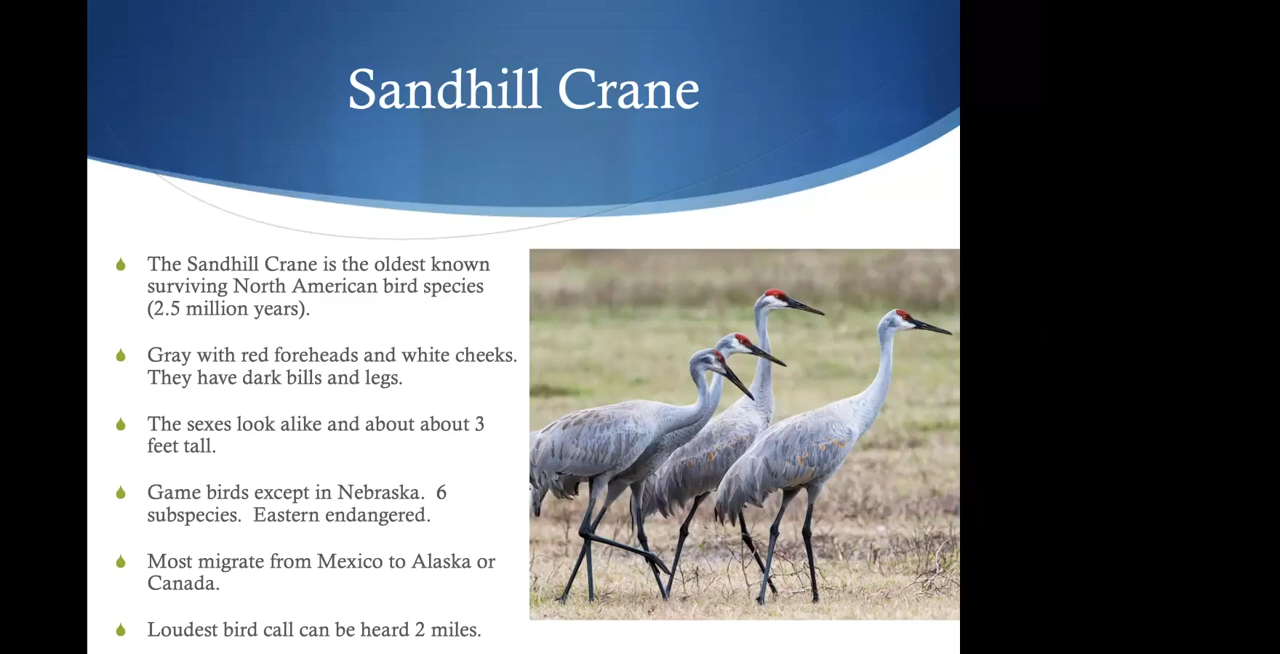 Sandhill Crane
The Sandhill Crane is the oldest known
surviving North American bird species
(2.5 million years).
Gray with red foreheads and white cheeks.
They have dark bills and legs.
The sexes look alike and about about 3
feet tall.
Game birds except in Nebraska.  6
subspecies.  Eastern endangered.
Most migrate from Mexico to Alaska or
Canada.
Loudest bird call can be heard 2 miles.